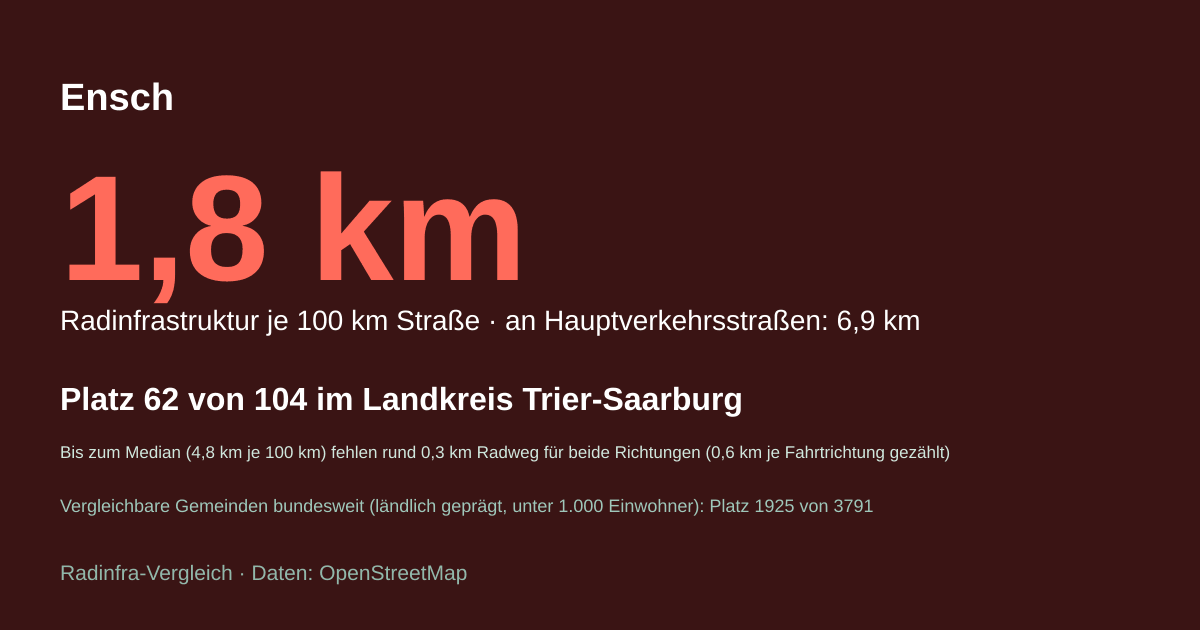 Ensch
1,8 km
Radinfrastruktur je 100 km Straße · an Hauptverkehrsstraßen: 6,9 km
Platz 62 von 104 im Landkreis Trier-Saarburg
Bis zum Median (4,8 km je 100 km) fehlen rund 0,3 km Radweg für beide Richtungen (0,6 km je Fahrtrichtung gezählt)
Vergleichbare Gemeinden bundesweit (ländlich geprägt, unter 1.000 Einwohner): Platz 1925 von 3791
Radinfra-Vergleich · Daten: OpenStreetMap